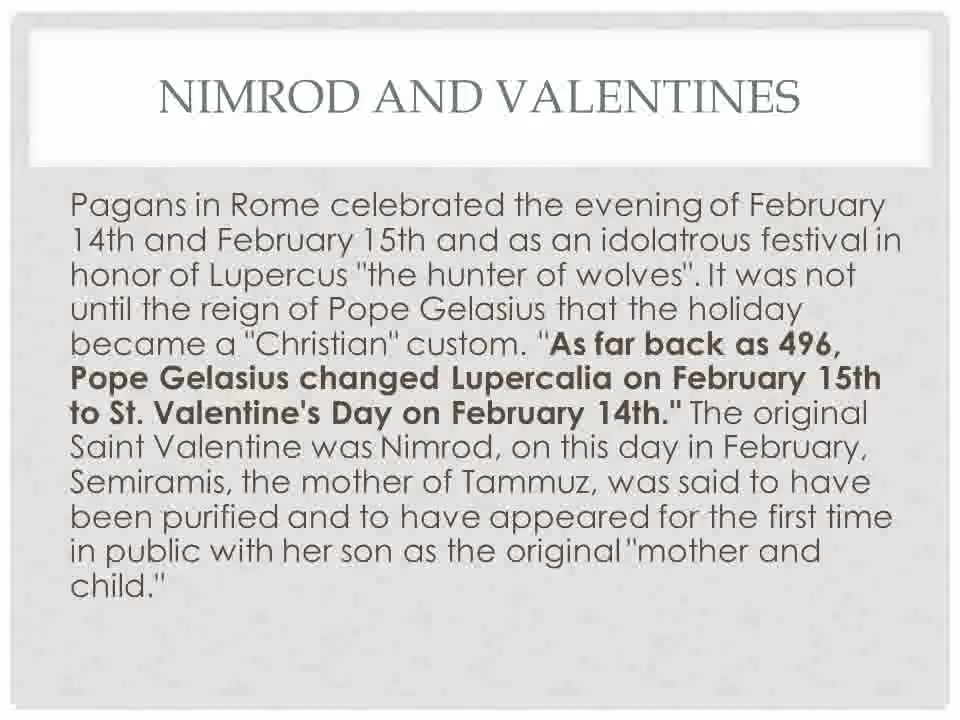 NIMROD AND VALENTINES
Pagans in Rome celebrated the evening of February
14th and February 15th and as an idolatrous festival in
honor of Lupercus "the hunter of wolves". It was not
until the reign of Pope Gelasius that the holiday
became a "Christian" custom. "As far back as 496,
Pope Gelasius changed Lupercalia on February 15th
to St. Valentine's Day on February 14th." The original
Saint Valentine was Nimrod, on this day in February,
Semiramis, the mother of Tammuz, was said to have
been purified and to have appeared for the first time
in public with her son as the original "mother and
child."